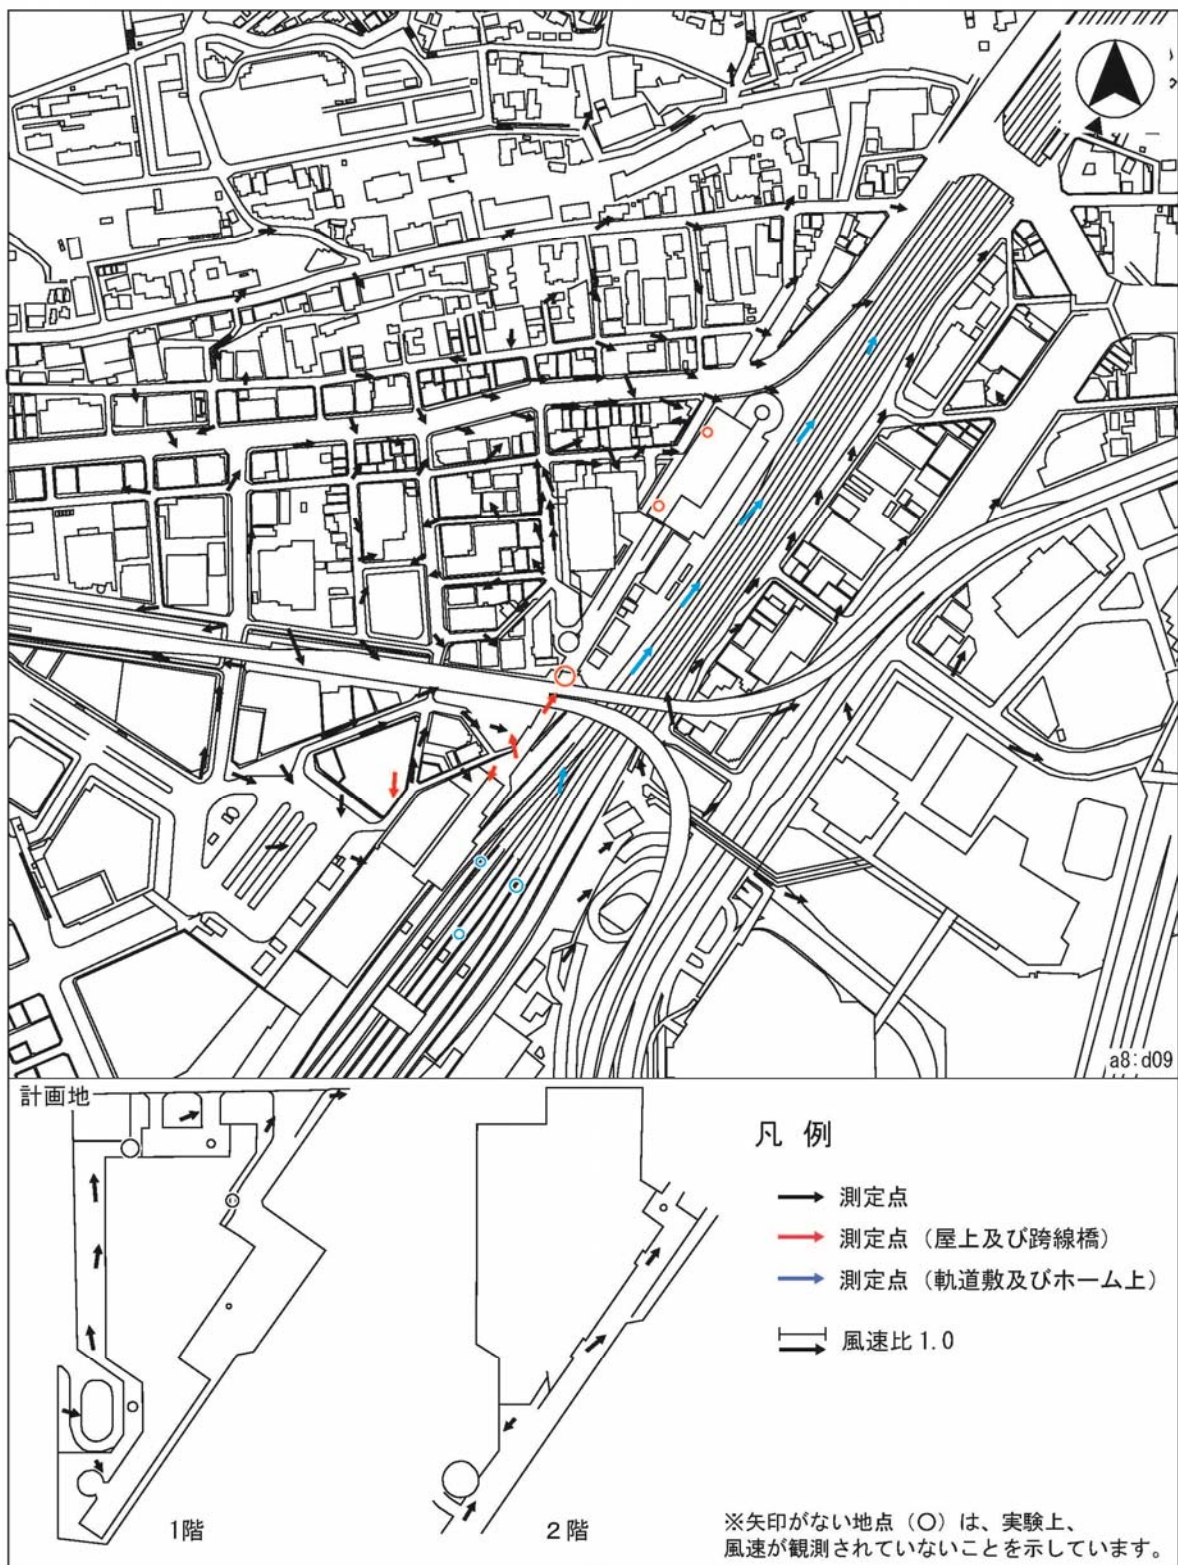 a8:d09
計画地
凡 例
測定点
測定点（屋上及び跨線橋）
測定点（軌道敷及びホーム上）
風速比 1.0
1階
2階
※矢印がない地点（○）は、実験上、
風速が観測されていないことを示しています。